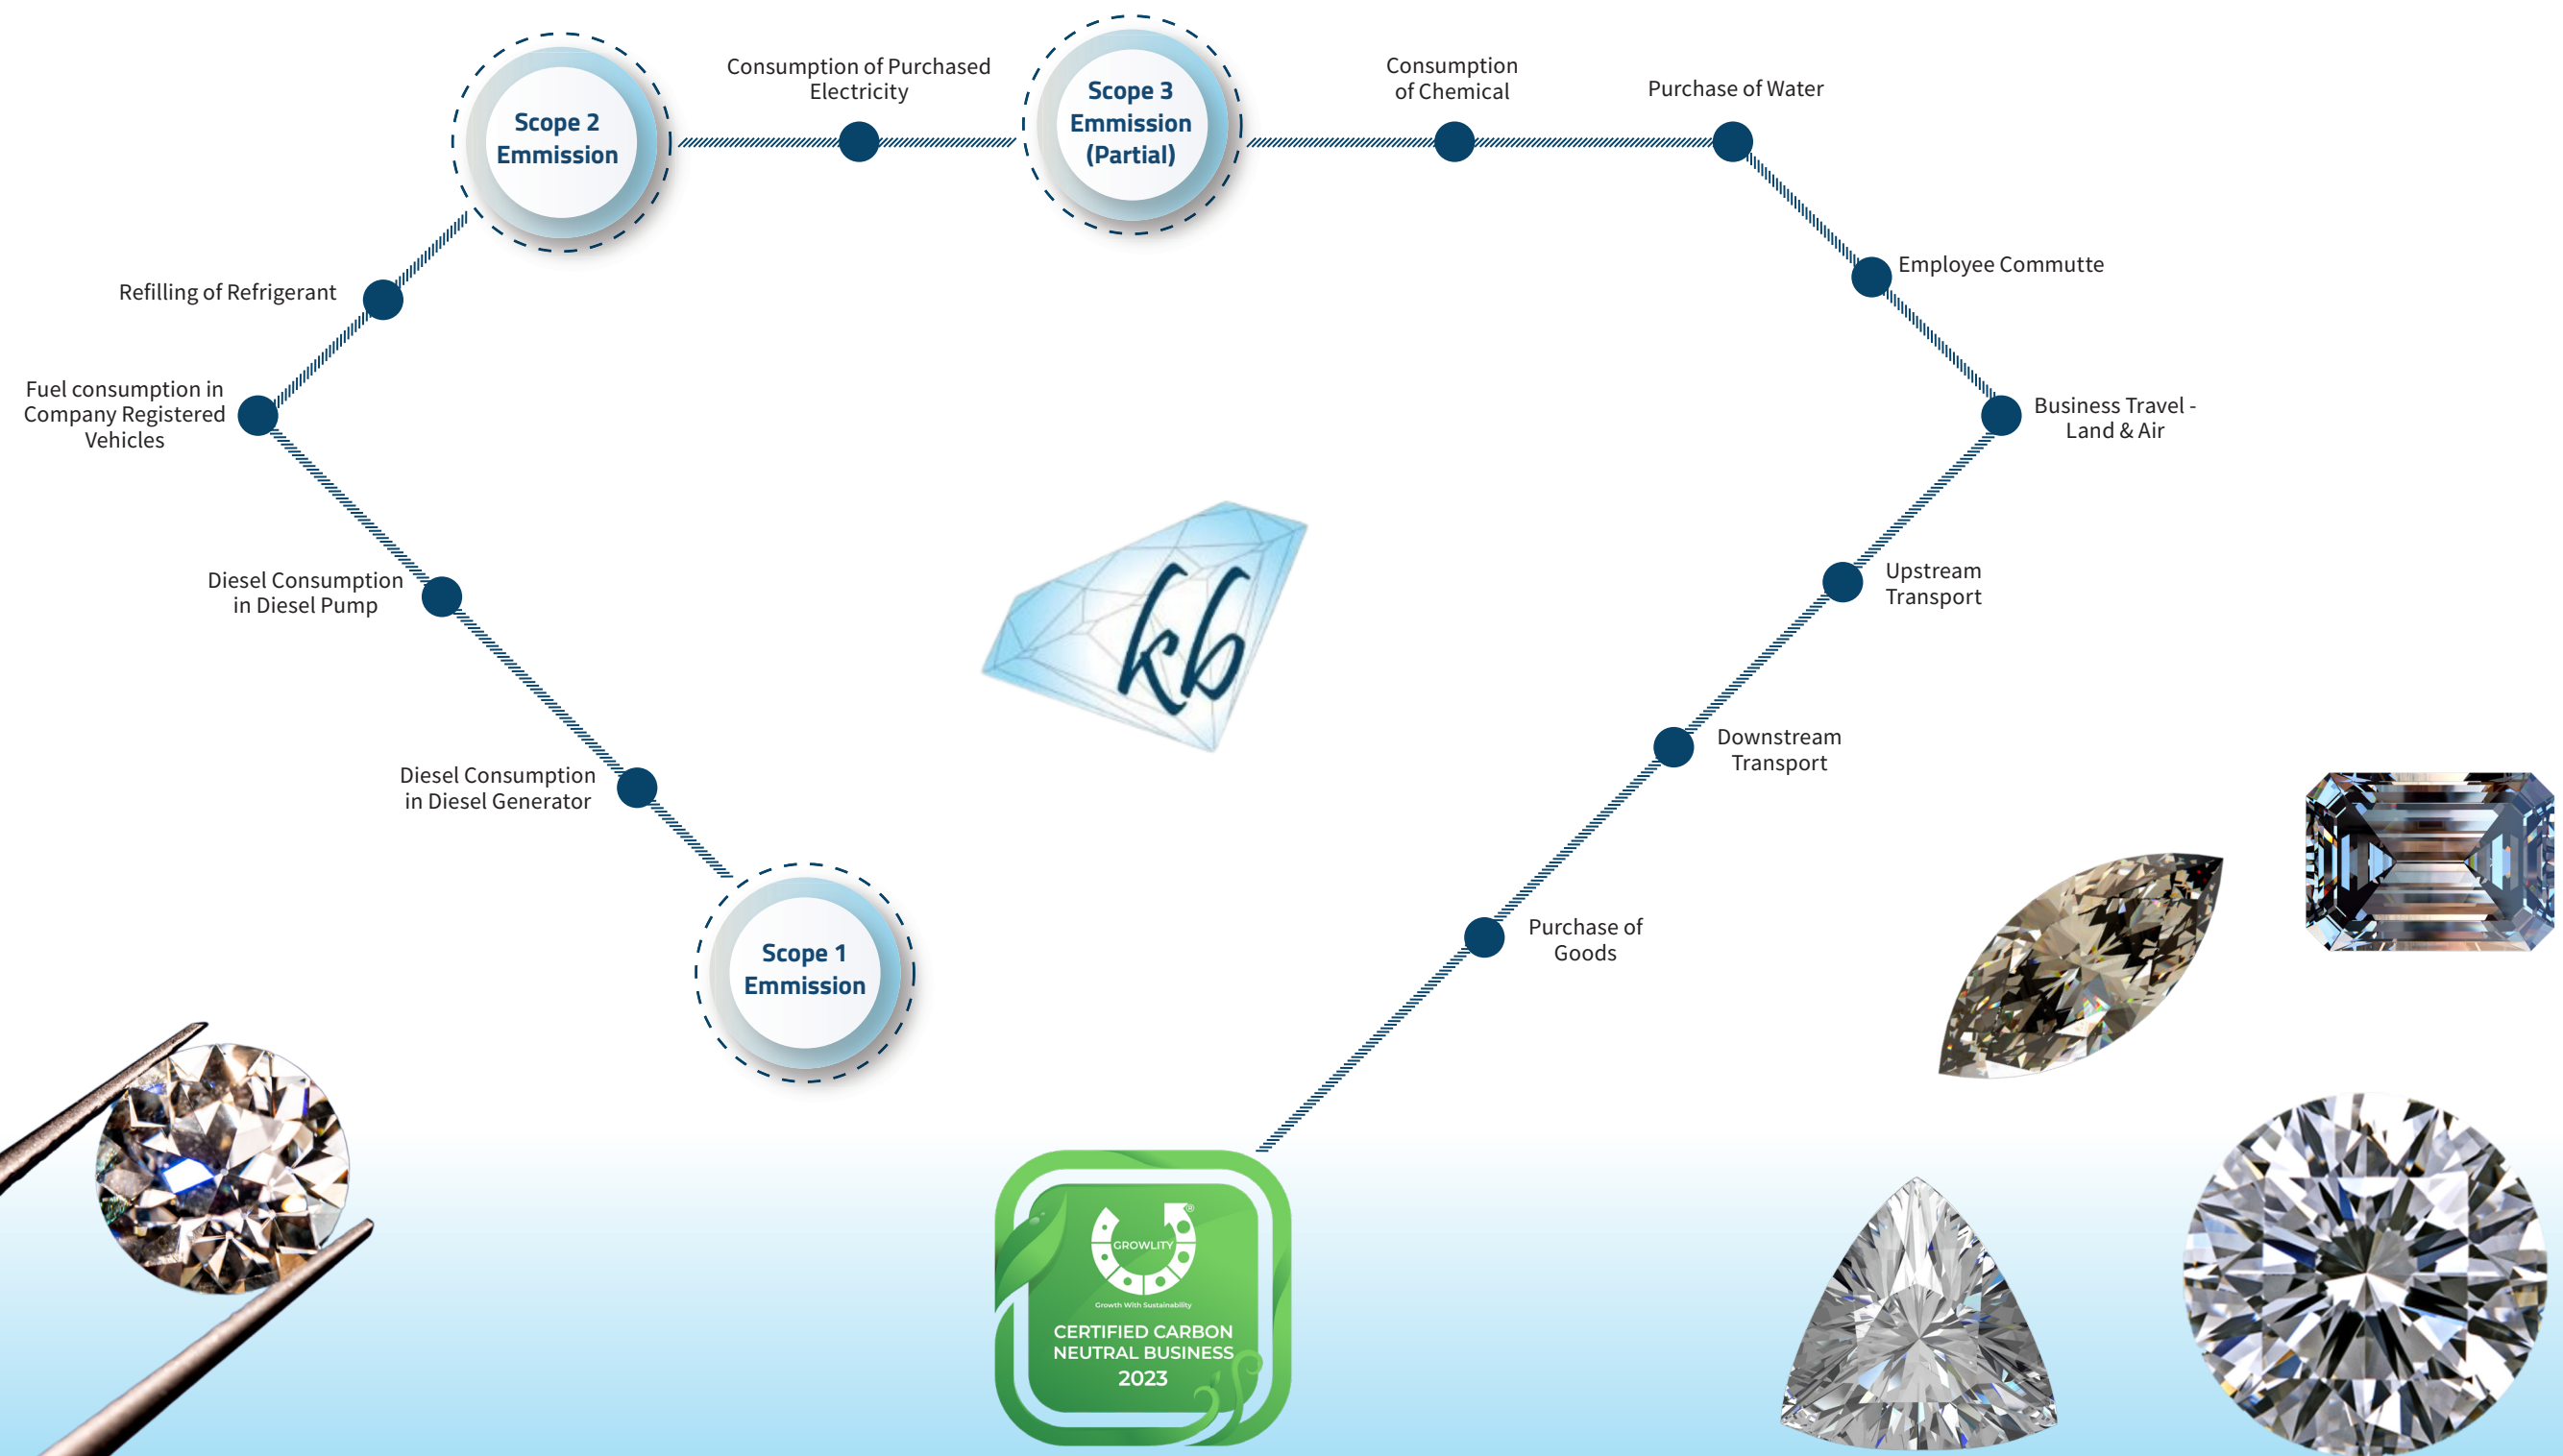 Scope 2
Emmission
Consumption of Purchased
Electricity
Scope 3
Emmission
(Partial)
Consumption
of Chemical
Purchase of Water
Employee Commutte
Refilling of Refrigerant
Fuel consumption in
Company Registered
Vehicles
Business Travel -
Land & Air
Diesel Consumption
in Diesel Pump
kb
Upstream
Transport
Downstream
Transport
Diesel Consumption
in Diesel Generator
Purchase of
Goods
Scope 1
Emmission
GROWLITY
®
Growth With Sustainability
CERTIFIED CARBON
NEUTRAL BUSINESS
2023